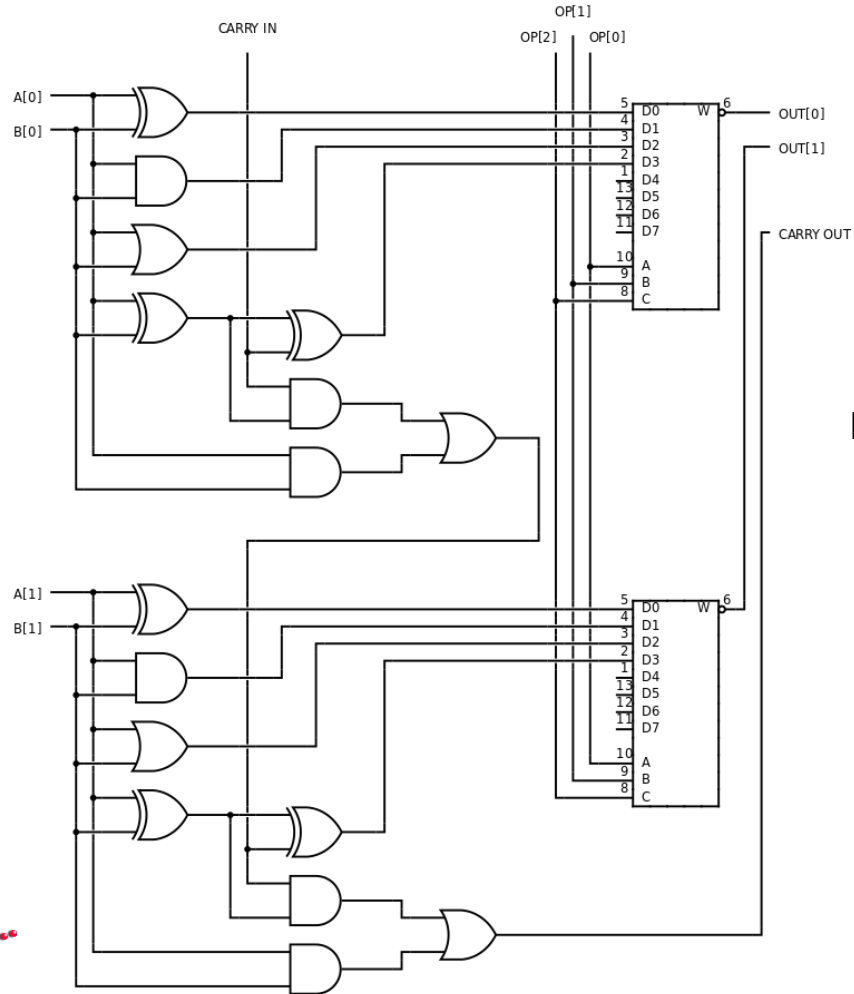 OP[1]
CARRY IN
OP[2] OP[0]
A[0]
B[0]
5 D0 W 6
4 D1
3 D2
2 D3
1 D4
13 D5
12 D6
11 D7
10 A
9 B
8 C
OUT[0]
OUT[1]
CARRY OUT
A[1]
B[1]
5 D0 W 6
4 D1
3 D2
2 D3
1 D4
13 D5
12 D6
11 D7
10 A
9 B
8 C